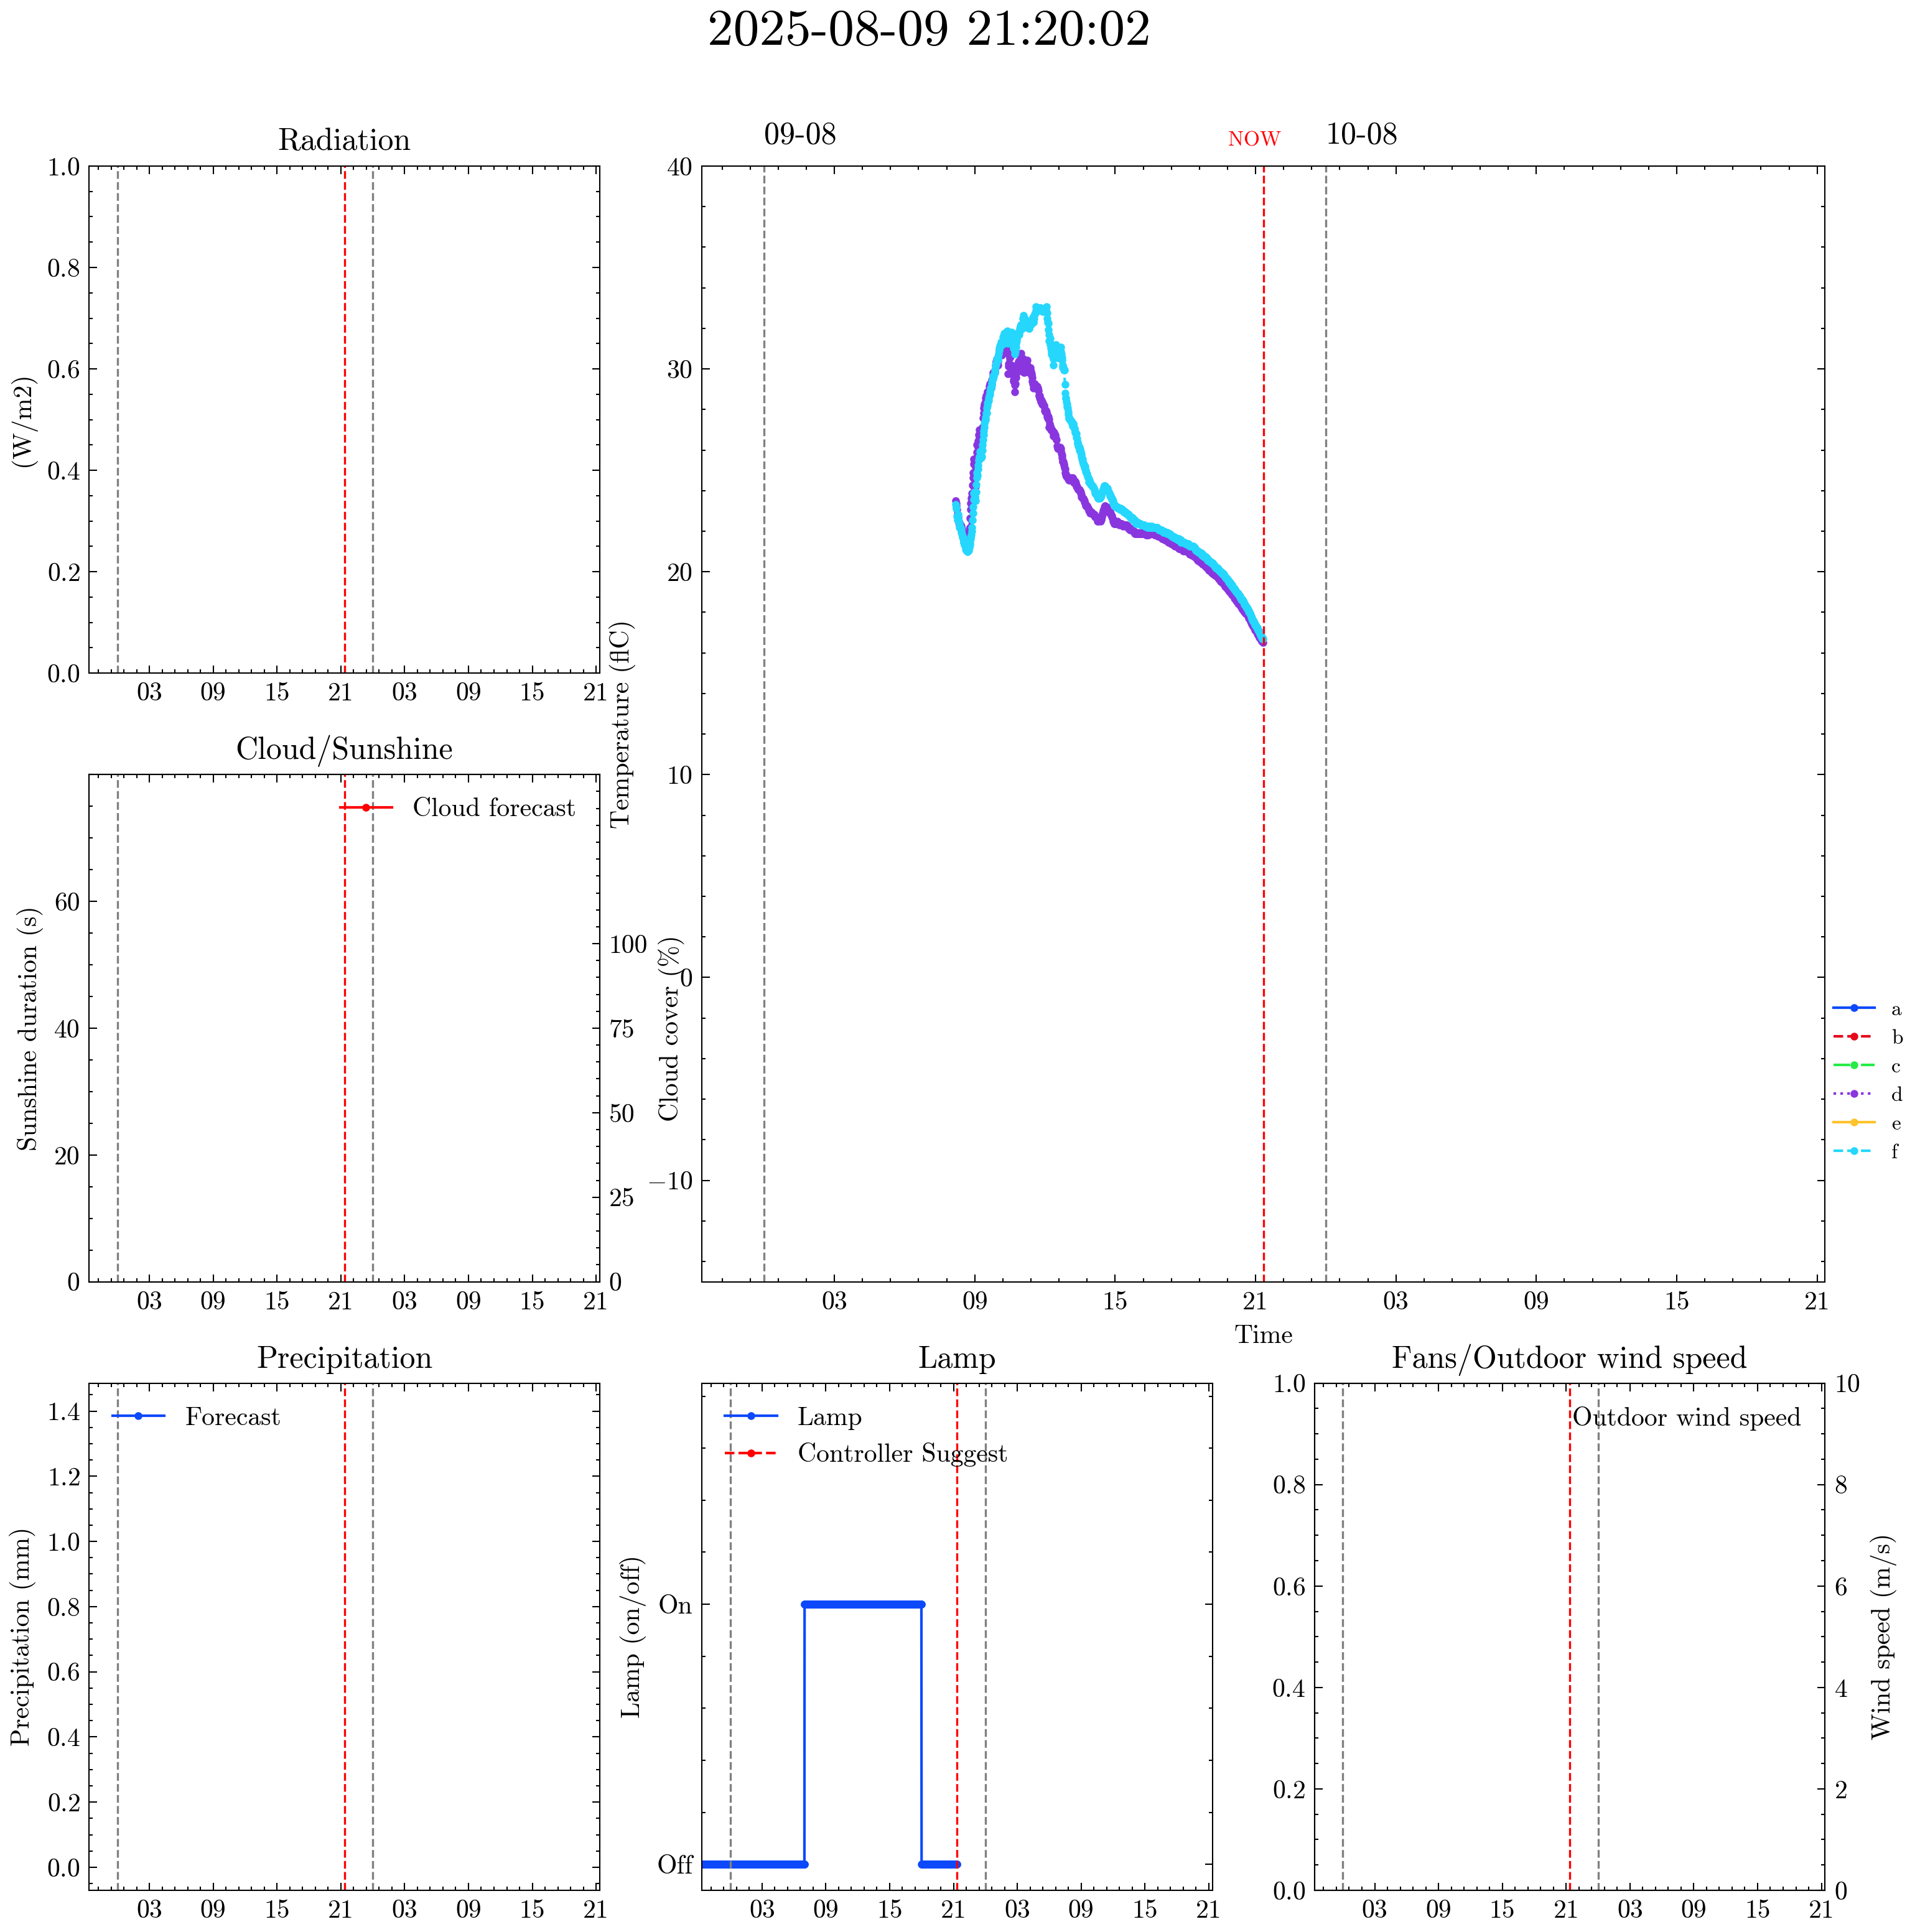 2025-08-09 21:20:02
Radiation
(W/m2)
1.0
0.8
0.6
0.4
0.2
0.0
03 09 15 21 03 09 15 21
09-08 NOW 10-08
Temperature (flC)
40
30
20
10
0
−10
03 09 15 21 03 09 15 21
Time
a
b
c
d
e
f
Cloud/Sunshine
Cloud forecast
Sunshine duration (s)
60
40
20
0
Cloud cover (%)
100
75
50
25
0
03 09 15 21 03 09 15 21
Precipitation
Forecast
Precipitation (mm)
1.4
1.2
1.0
0.8
0.6
0.4
0.2
0.0
03 09 15 21 03 09 15 21
Lamp
Lamp
Controller Suggest
Lamp (on/off)
On
Off
03 09 15 21 03 09 15 21
Fans/Outdoor wind speed
Outdoor wind speed
1.0
0.8
0.6
0.4
0.2
0.0
10
8
6
4
2
0
Wind speed (m/s)
03 09 15 21 03 09 15 21